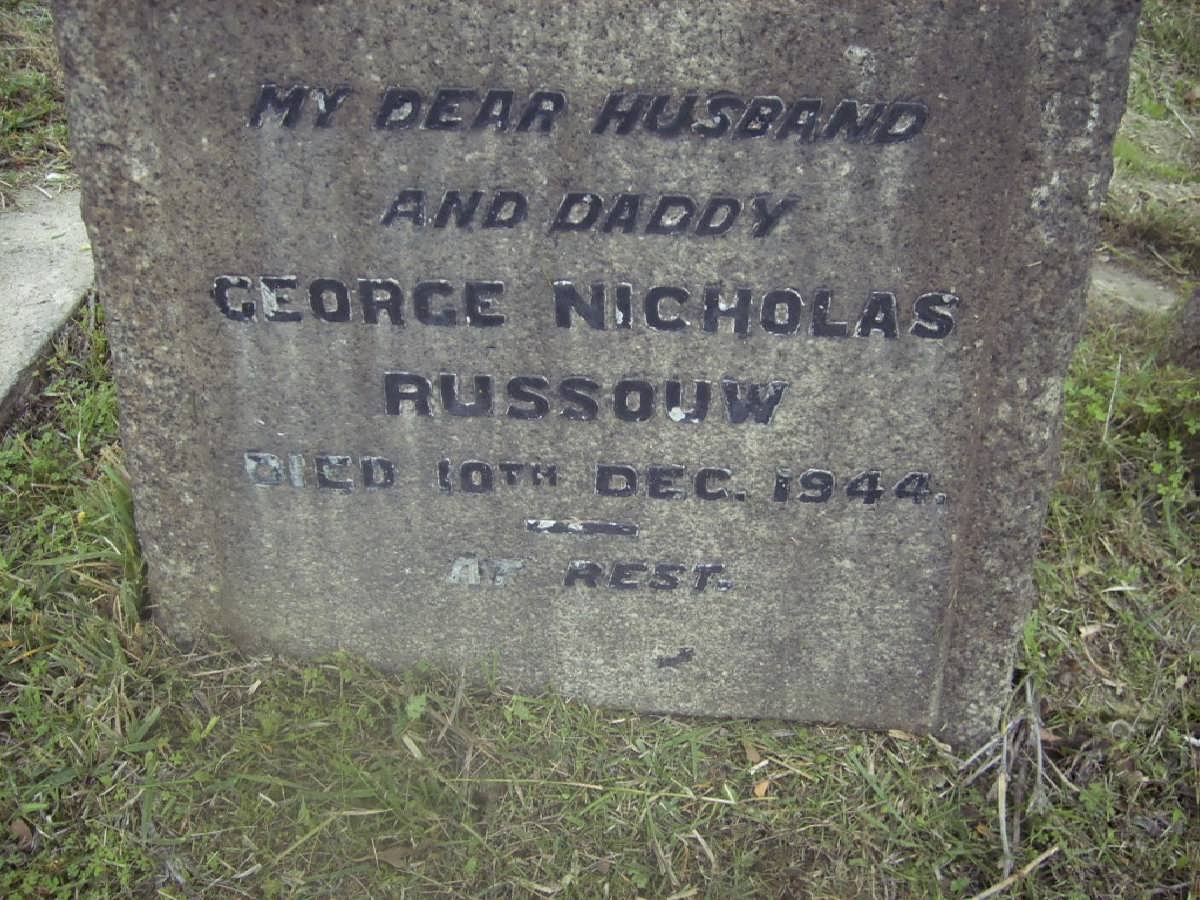 MY DEAR HUSBAND
AND DADDY
GEORGE NICHOLAS
RUSSOUW
DIED 10TH DEC. 1944.
AT REST.